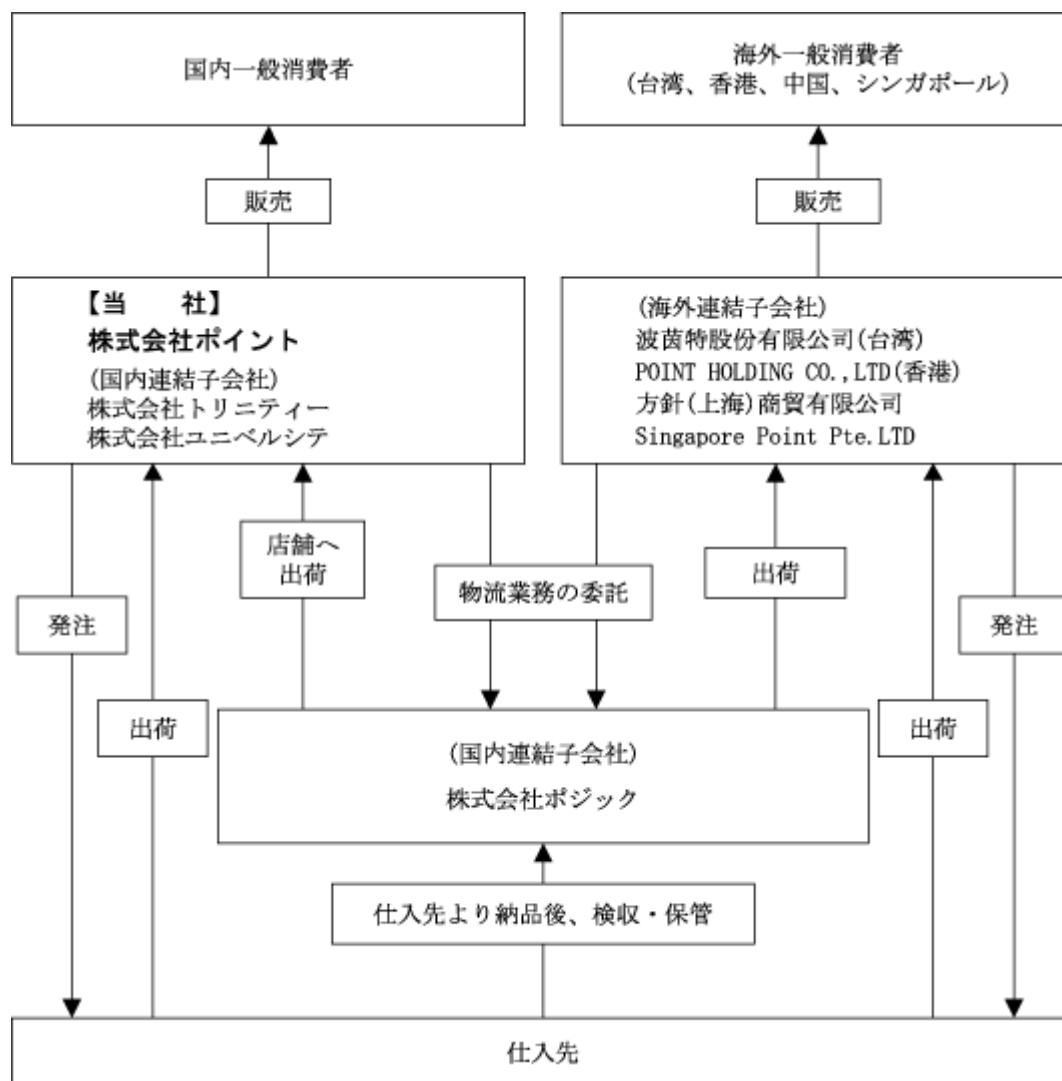 国内一般消費者
海外一般消費者
(台湾、香港、中国、シンガポール)
販売
販売
【当　　社】
株式会社ポイント
(国内連結子会社)
株式会社トリニティー
株式会社ユニベルシテ
(海外連結子会社)
波茵特股份有限公司(台湾)
POINT HOLDING CO.,LTD(香港)
方針(上海)商貿有限公司
Singapore Point Pte.LTD
店舗へ
出荷
物流業務の委託
出荷
発注
発注
出荷
出荷
(国内連結子会社)
株式会社ポジック
仕入先より納品後、検収・保管
仕入先